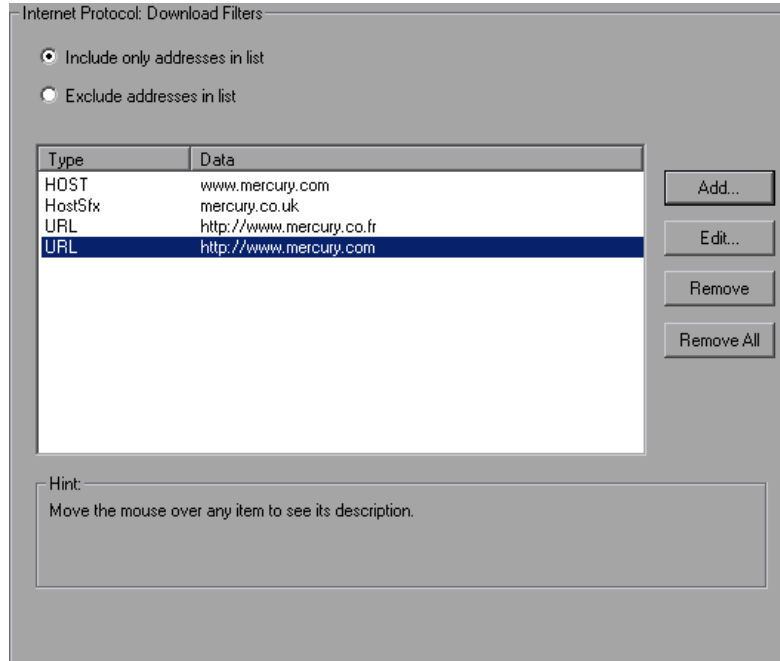 Internet Protocol: Download Filters
Include only addresses in list
Exclude addresses in list
Type Data
HOST www.mercury.com
HostSfx mercury.co.uk
URL http://www.mercury.co.fr
URL http://www.mercury.com
Add...
Edit...
Remove
Remove All
Hint:
Move the mouse over any item to see its description.